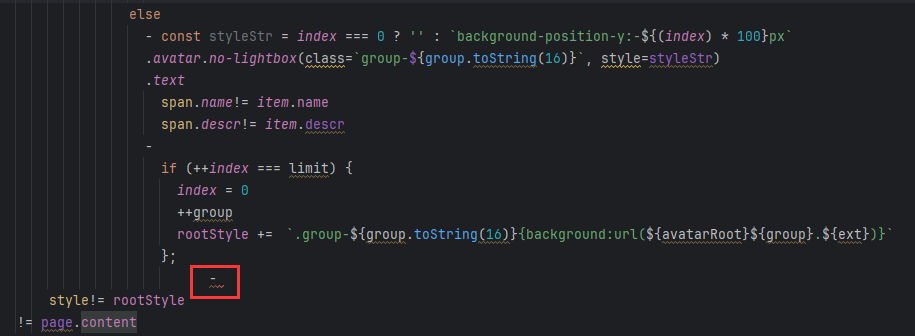 else
- const styleStr = index === 0 ? '' : `background-position-y:-${(index) * 100}px`
.avatar.no-lightbox(class=`group-${group.toString(16)}`, style=styleStr)
.text
span.name!= item.name
span.descr!= item.descr
-
if (++index === limit) {
index = 0
++group
rootStyle += `.group-${group.toString(16)}{background:url(${avatarRoot}${group}.${ext})}`
};
-
style!= rootStyle
!= page.content